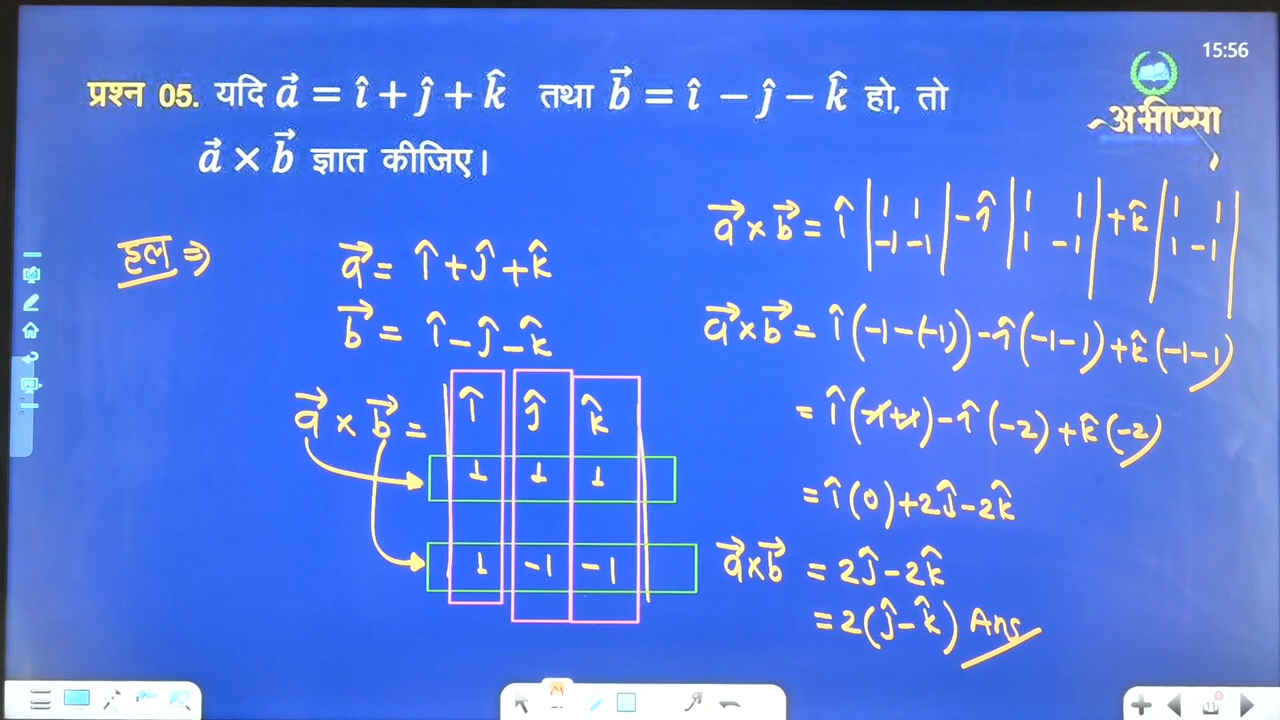 15:56
अभीप्सा
प्रश्न 05. यदि a⃗ = î + ĵ + k̂ तथा b⃗ = î − ĵ − k̂ हो, तो
a⃗ × b⃗ ज्ञात कीजिए।
हल ⇒
a⃗ = î + ĵ + k̂
b⃗ = î − ĵ − k̂
a⃗ × b⃗ = | î ĵ k̂ |
| 1 1 1 |
| 1 −1 −1 |
a⃗ × b⃗ = î |1 1; −1 −1| − ĵ |1 1; 1 −1| + k̂ |1 1; 1 −1|
a⃗ × b⃗ = î (−1−(−1)) − ĵ (−1−1) + k̂ (−1−1)
= î (−1+1) − ĵ (−2) + k̂ (−2)
= î (0) + 2ĵ − 2k̂
a⃗ × b⃗ = 2ĵ − 2k̂
= 2(ĵ − k̂) Ans
11